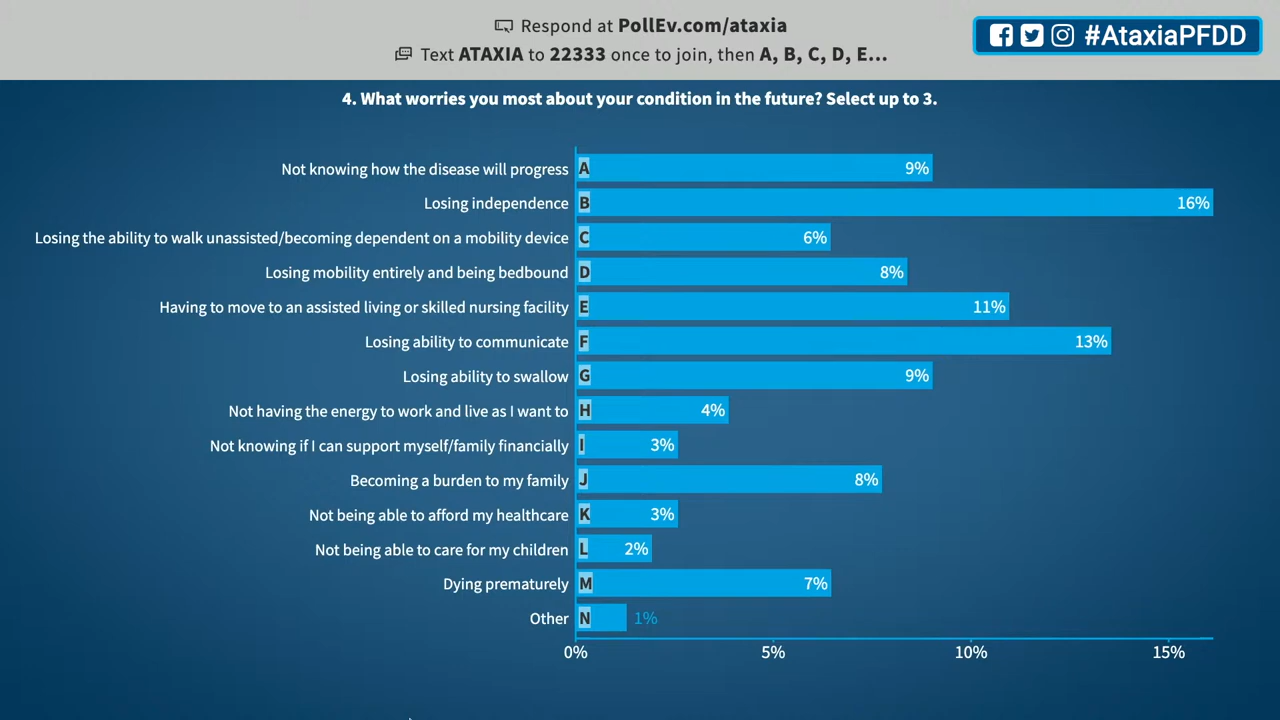 Respond at PollEv.com/ataxia
Text ATAXIA to 22333 once to join, then A, B, C, D, E...
#AtaxiaPFDD
4. What worries you most about your condition in the future? Select up to 3.
Not knowing how the disease will progress A 9%
Losing independence B 16%
Losing the ability to walk unassisted/becoming dependent on a mobility device C 6%
Losing mobility entirely and being bedbound D 8%
Having to move to an assisted living or skilled nursing facility E 11%
Losing ability to communicate F 13%
Losing ability to swallow G 9%
Not having the energy to work and live as I want to H 4%
Not knowing if I can support myself/family financially I 3%
Becoming a burden to my family J 8%
Not being able to afford my healthcare K 3%
Not being able to care for my children L 2%
Dying prematurely M 7%
Other N 1%
0% 5% 10% 15%